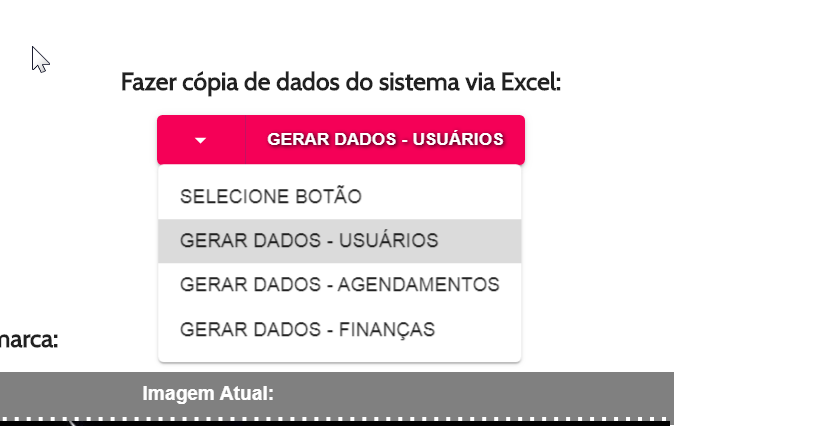 Fazer cópia de dados do sistema via Excel:
GERAR DADOS - USUÁRIOS
SELECIONE BOTÃO
GERAR DADOS - USUÁRIOS
GERAR DADOS - AGENDAMENTOS
GERAR DADOS - FINANÇAS
marca:
Imagem Atual: